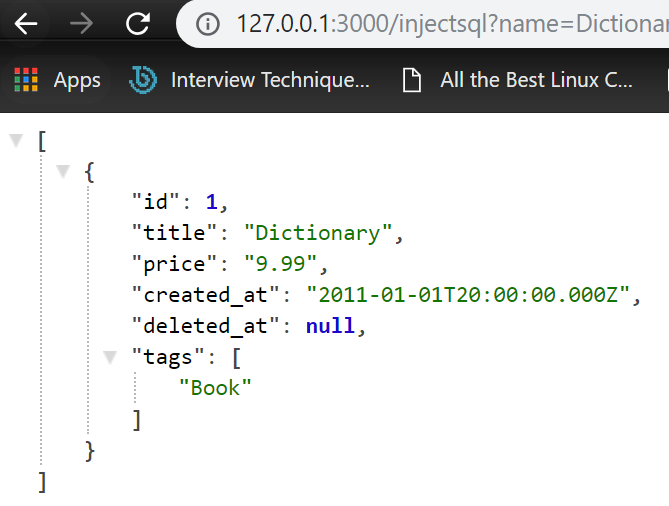 127.0.0.1:3000/injectsql?name=Dictionar
Apps Interview Technique... All the Best Linux C...
[
{
"id": 1,
"title": "Dictionary",
"price": "9.99",
"created_at": "2011-01-01T20:00:00.000Z",
"deleted_at": null,
"tags": [
"Book"
]
}
]